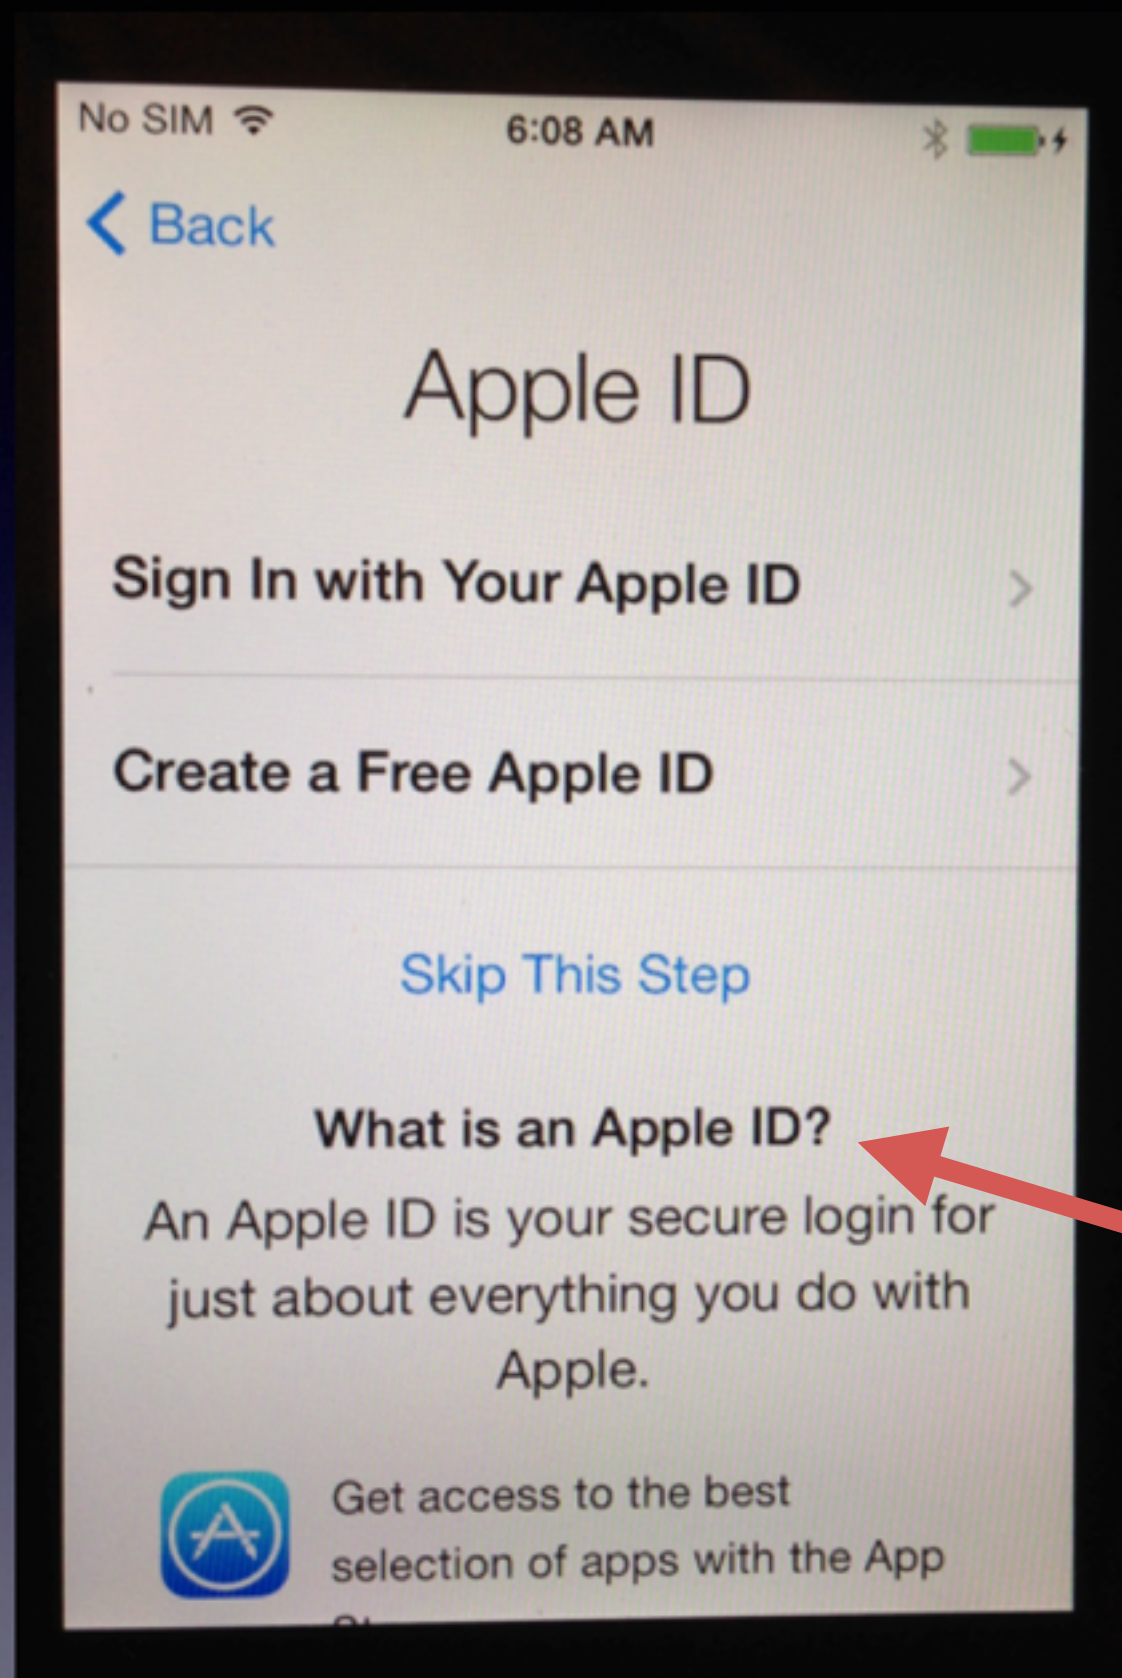 No SIM
6:08 AM
Back
Apple ID
Sign In with Your Apple ID
Create a Free Apple ID
Skip This Step
What is an Apple ID?
An Apple ID is your secure login for
just about everything you do with
Apple.
Get access to the best
selection of apps with the App